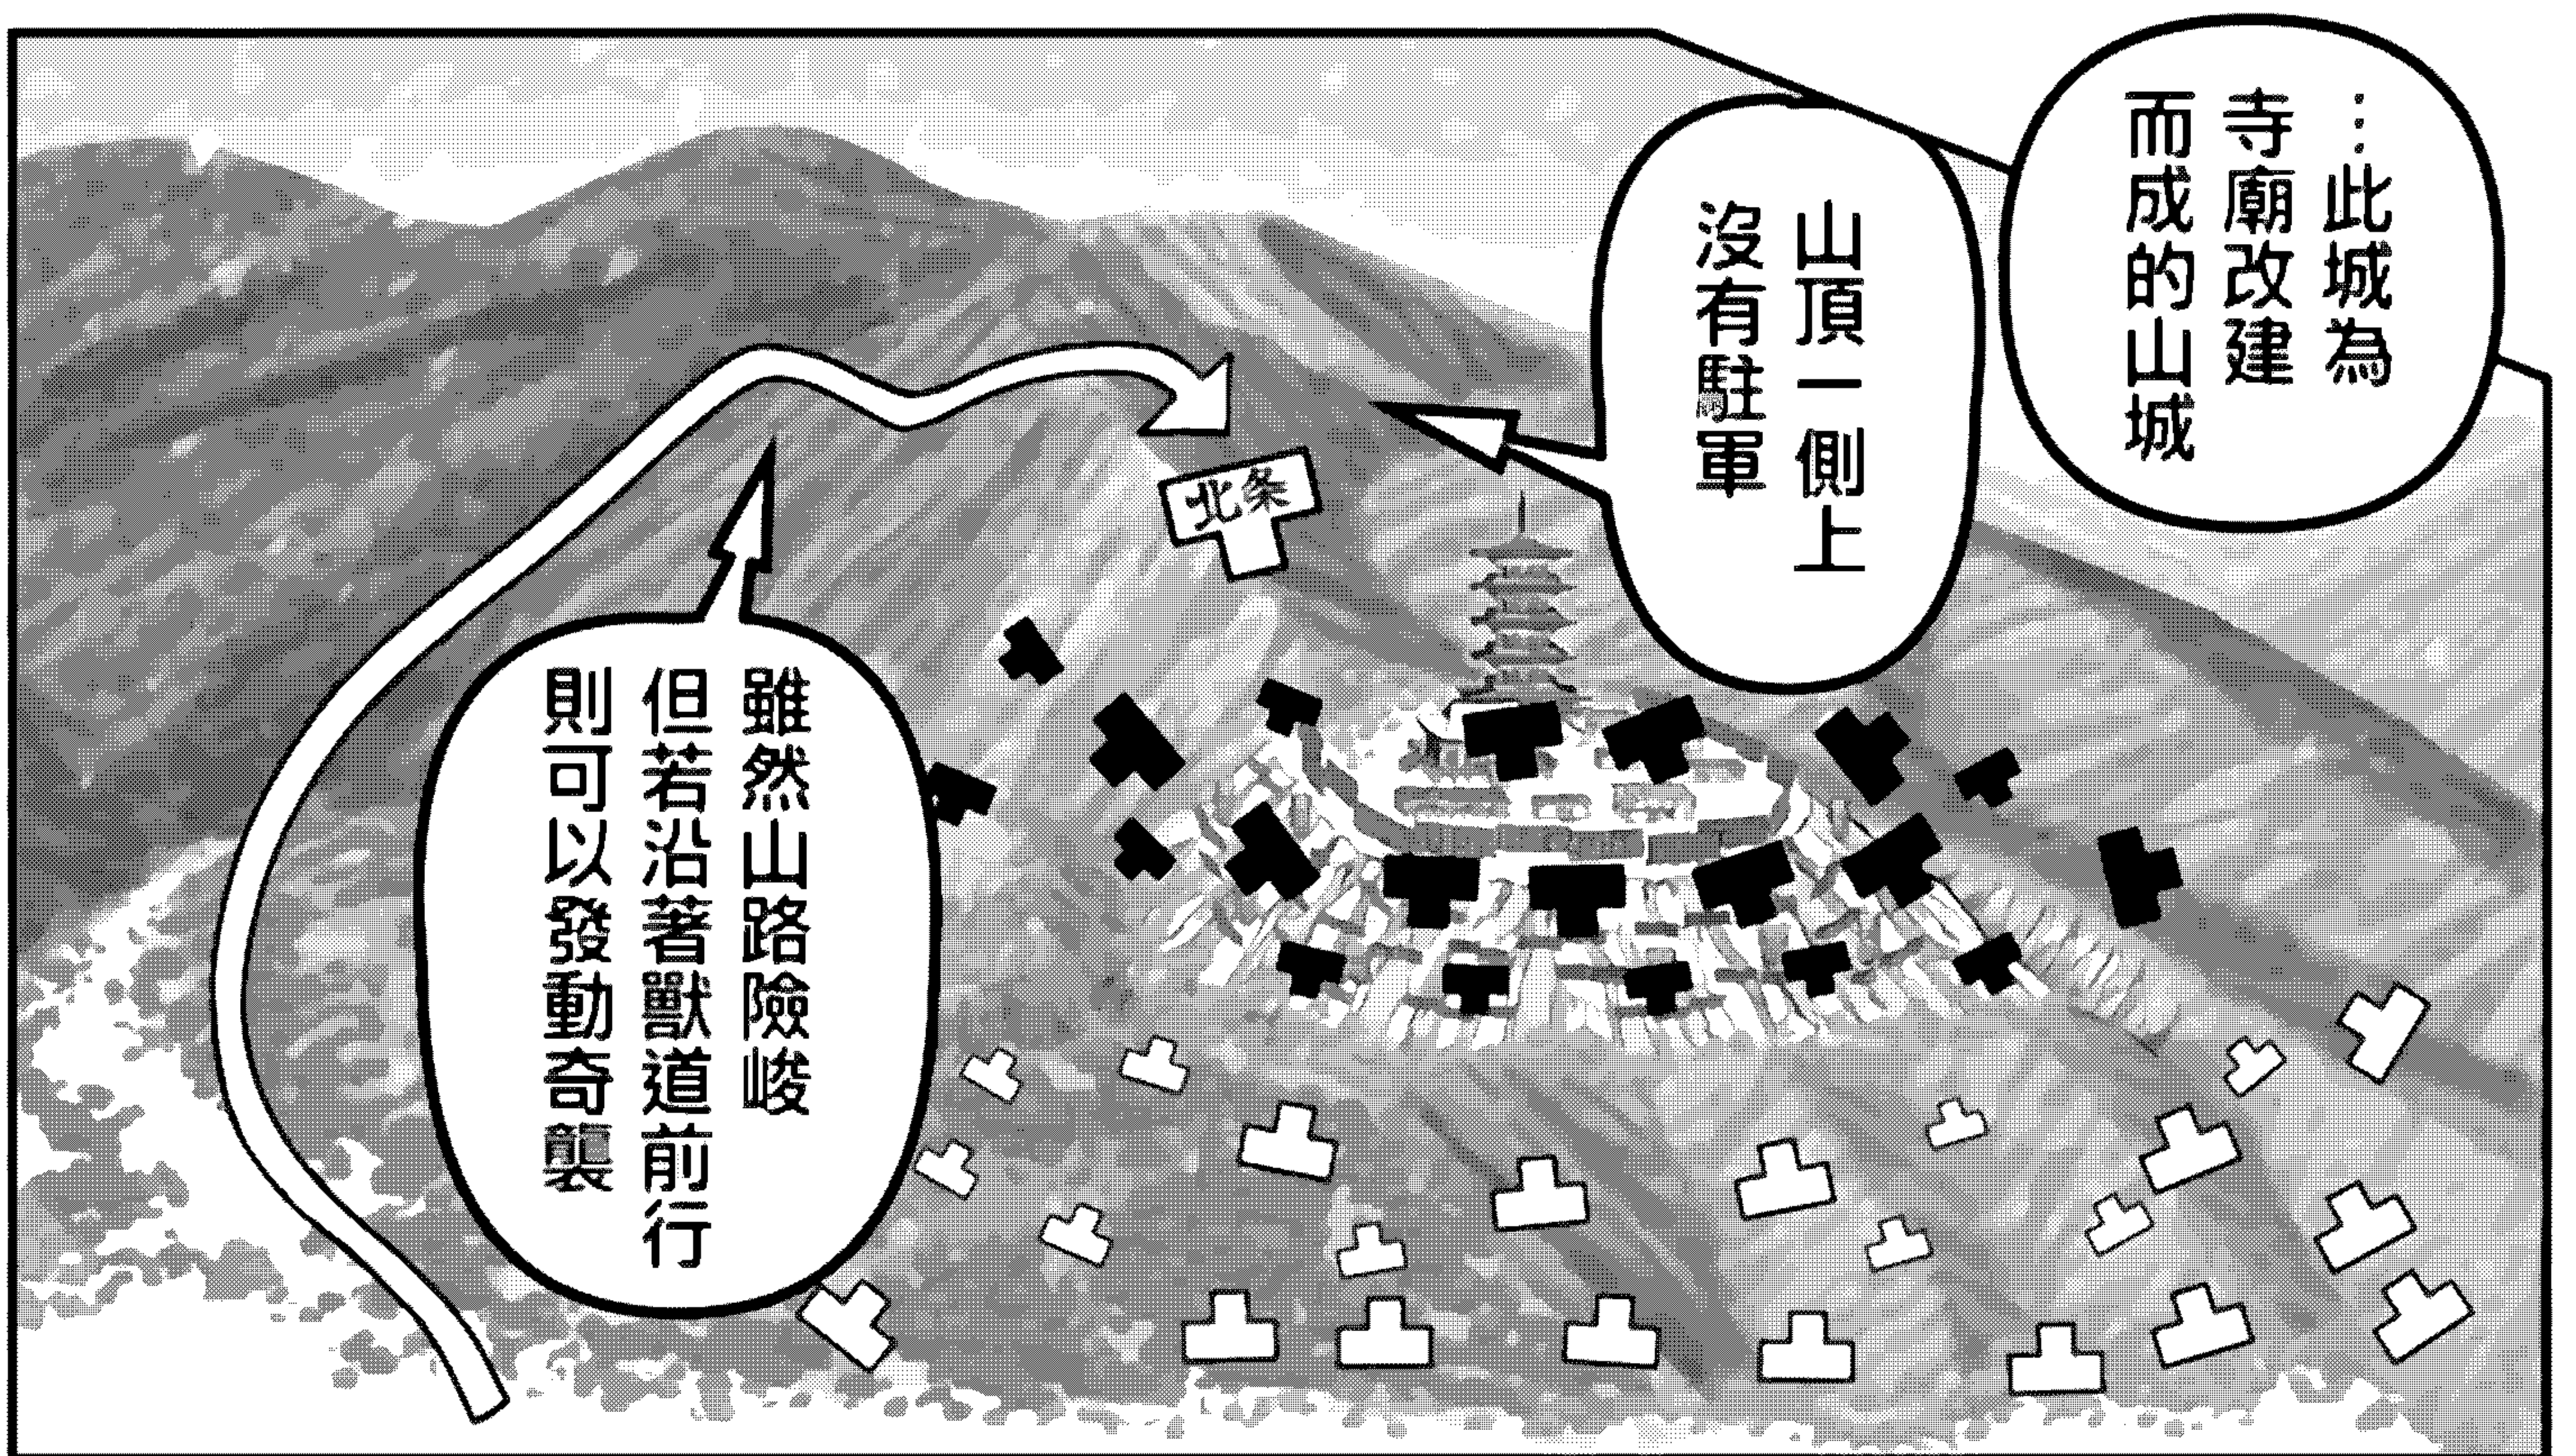 …此城為
寺廟改建
而成的山城
山頂一側上
沒有駐軍
北条
雖然山路險峻
但若沿著獸道前行
則可以發動奇襲